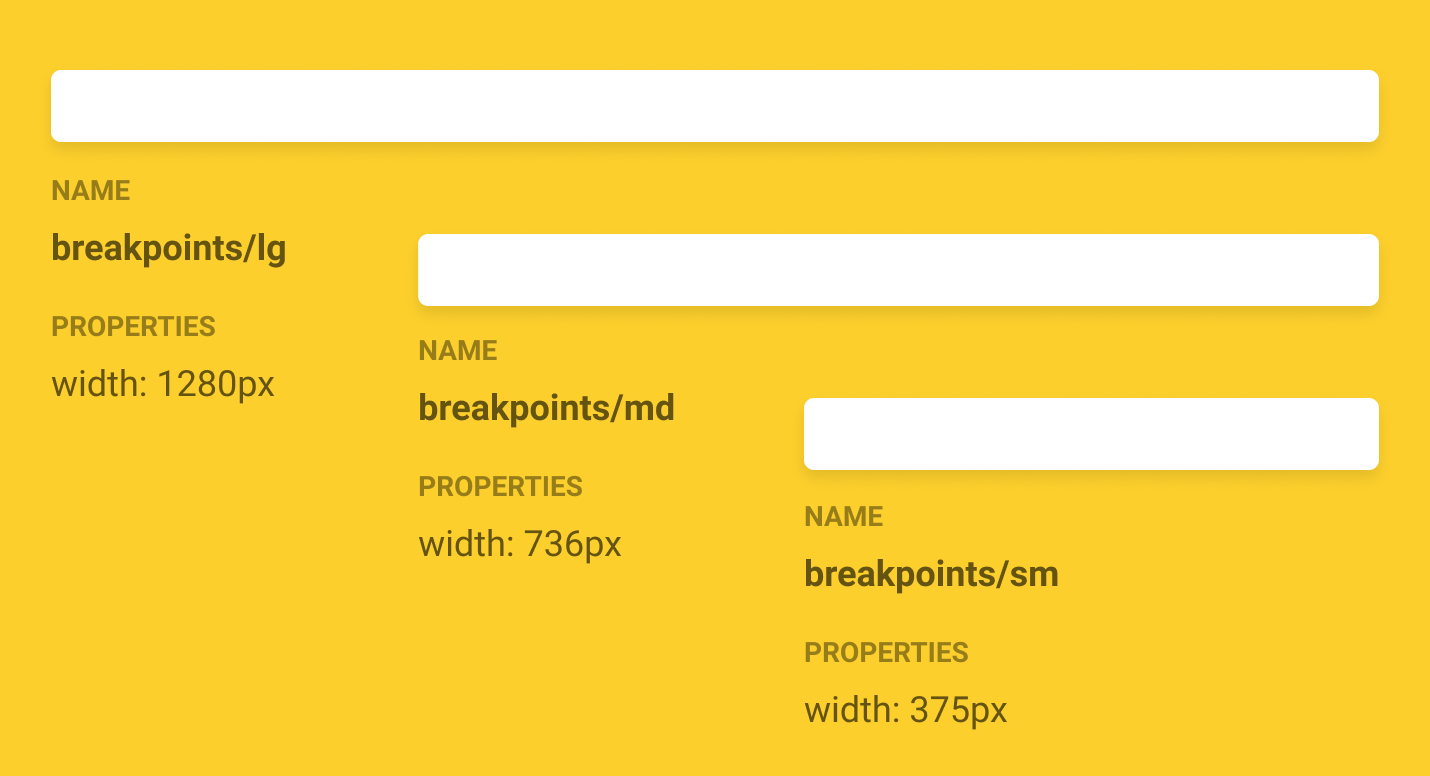 NAME
breakpoints/lg
PROPERTIES
width: 1280px
NAME
breakpoints/md
PROPERTIES
width: 736px
NAME
breakpoints/sm
PROPERTIES
width: 375px